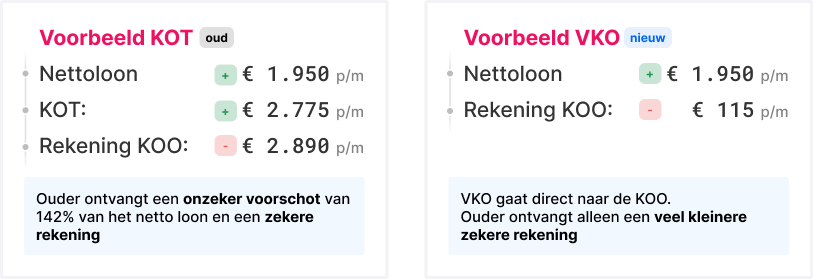 Voorbeeld KOT oud
Nettoloon + € 1.950 p/m
KOT: + € 2.775 p/m
Rekening KOO: - € 2.890 p/m
Ouder ontvangt een onzeker voorschot van
142% van het netto loon en een zekere
rekening
Voorbeeld VKO nieuw
Nettoloon + € 1.950 p/m
Rekening KOO: - € 115 p/m
VKO gaat direct naar de KOO.
Ouder ontvangt alleen een veel kleinere
zekere rekening